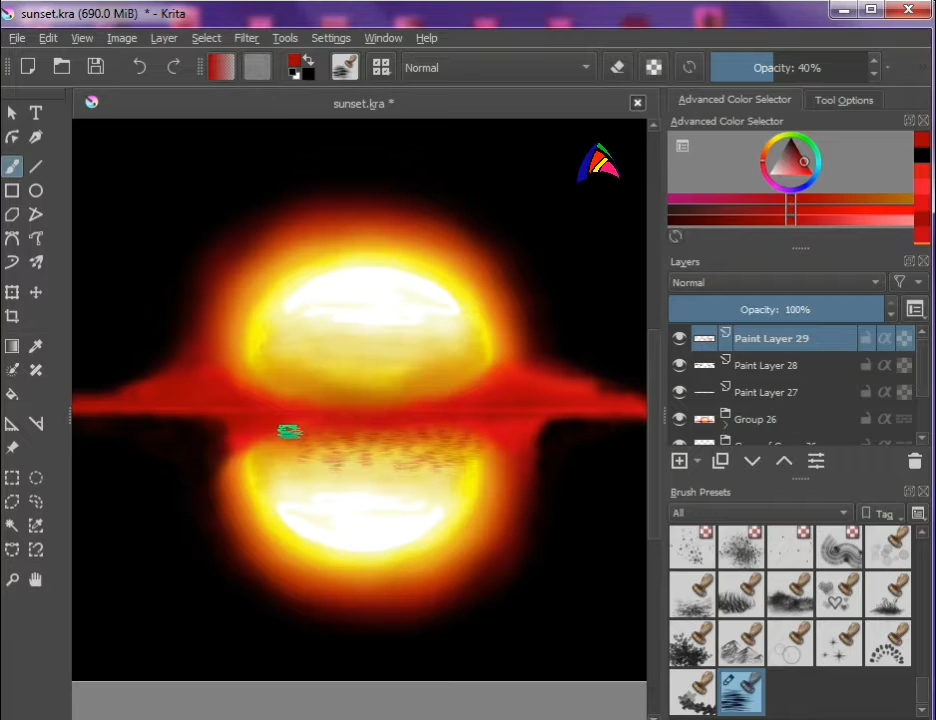 sunset.kra (690.0 MiB) * - Krita
File Edit View Image Layer Select Filter Tools Settings Window Help
Normal
Opacity: 40%
sunset.kra *
Advanced Color Selector
Tool Options
Advanced Color Selector
Layers
Normal
Opacity: 100%
Paint Layer 29
Paint Layer 28
Paint Layer 27
Group 26
Brush Presets
All
Tag